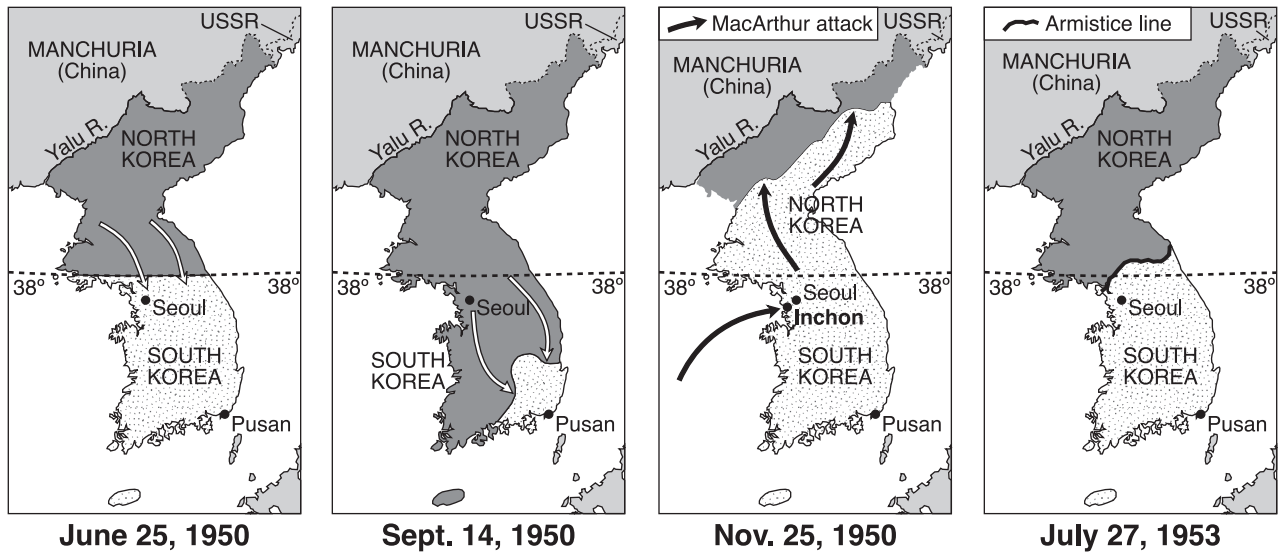 USSR
MANCHURIA
(China)
Yalu R.
NORTH
KOREA
38°
Seoul
SOUTH
KOREA
Pusan
June 25, 1950
USSR
MANCHURIA
(China)
Yalu R.
NORTH
KOREA
38°
38°
Seoul
SOUTH
KOREA
Pusan
Sept. 14, 1950
MacArthur attack
USSR
MANCHURIA
(China)
Yalu R.
NORTH
KOREA
38°
38°
Seoul
Inchon
SOUTH
KOREA
Pusan
Nov. 25, 1950
Armistice line
USSR
MANCHURIA
(China)
Yalu R.
NORTH
KOREA
38°
38°
Seoul
SOUTH
KOREA
Pusan
July 27, 1953